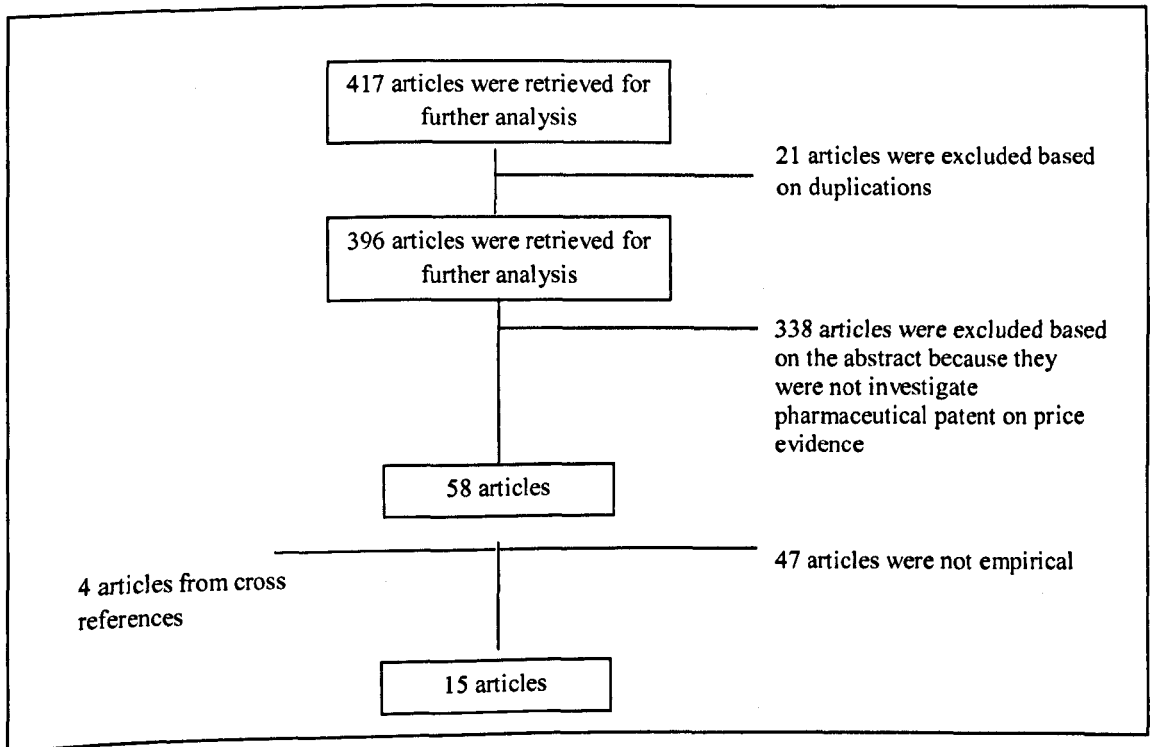 417 articles were retrieved for
further analysis
21 articles were excluded based
on duplications
396 articles were retrieved for
further analysis
338 articles were excluded based
on the abstract because they
were not investigate
pharmaceutical patent on price
evidence
58 articles
4 articles from cross
references
47 articles were not empirical
15 articles